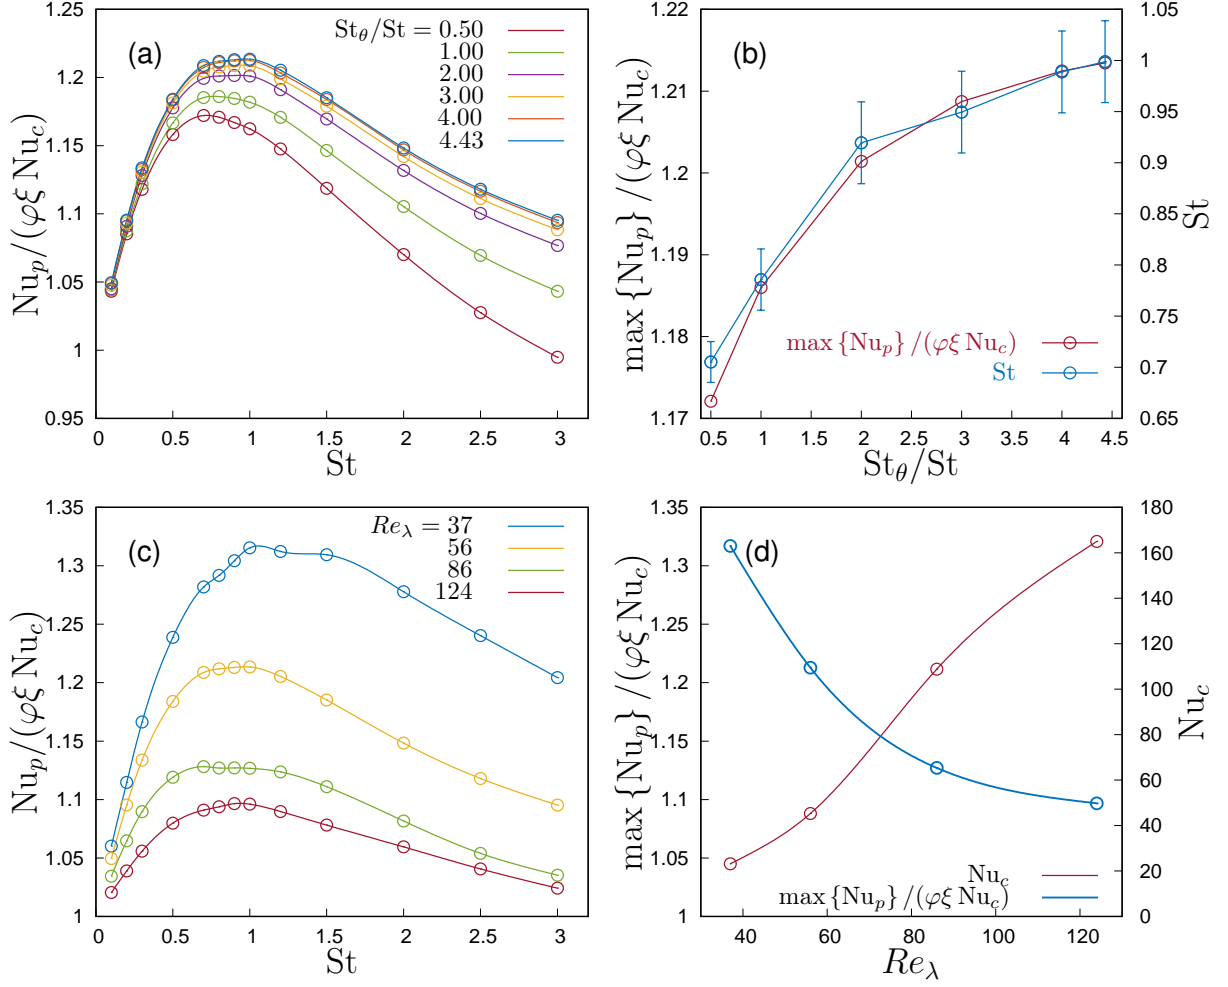 (a)
St_θ/St = 0.50
1.00
2.00
3.00
4.00
4.43
1.25
1.2
1.15
1.1
1.05
1
0.95
Nu_p/(φξ Nu_c)
0 0.5 1 1.5 2 2.5 3
St
(b)
1.22
1.21
1.2
1.19
1.18
1.17
max {Nu_p} /(φξ Nu_c)
1.05
1
0.95
0.9
0.85
0.8
0.75
0.7
0.65
St
max {Nu_p} /(φξ Nu_c)
St
0.5 1 2 3 4 4.5
St_θ/St
(c)
Re_λ = 37
56
86
124
1.35
1.3
1.25
1.2
1.15
1.1
1.05
1
Nu_p/(φξ Nu_c)
0 0.5 1 1.5 2 2.5 3
St
(d)
1.35
1.3
1.25
1.2
1.15
1.1
1.05
1
max {Nu_p} /(φξ Nu_c)
180
160
140
120
100
80
60
40
20
0
Nu_c
Nu_c
max {Nu_p} /(φξ Nu_c)
40 60 80 100 120
Re_λ